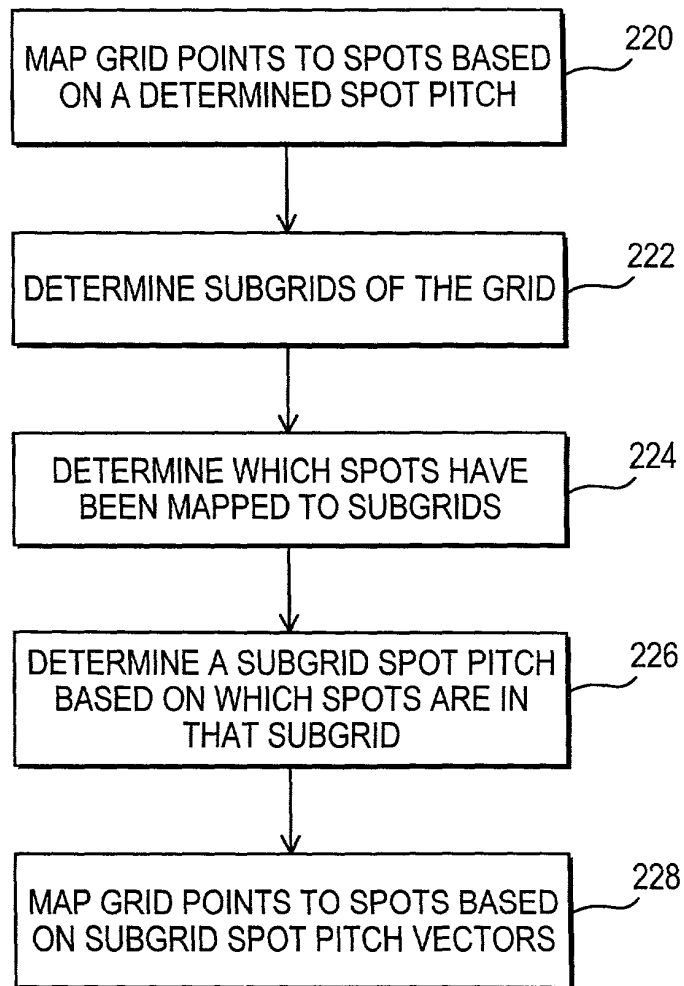 MAP GRID POINTS TO SPOTS BASED
ON A DETERMINED SPOT PITCH
220
DETERMINE SUBGRIDS OF THE GRID
222
DETERMINE WHICH SPOTS HAVE
BEEN MAPPED TO SUBGRIDS
224
DETERMINE A SUBGRID SPOT PITCH
BASED ON WHICH SPOTS ARE IN
THAT SUBGRID
226
MAP GRID POINTS TO SPOTS BASED
ON SUBGRID SPOT PITCH VECTORS
228